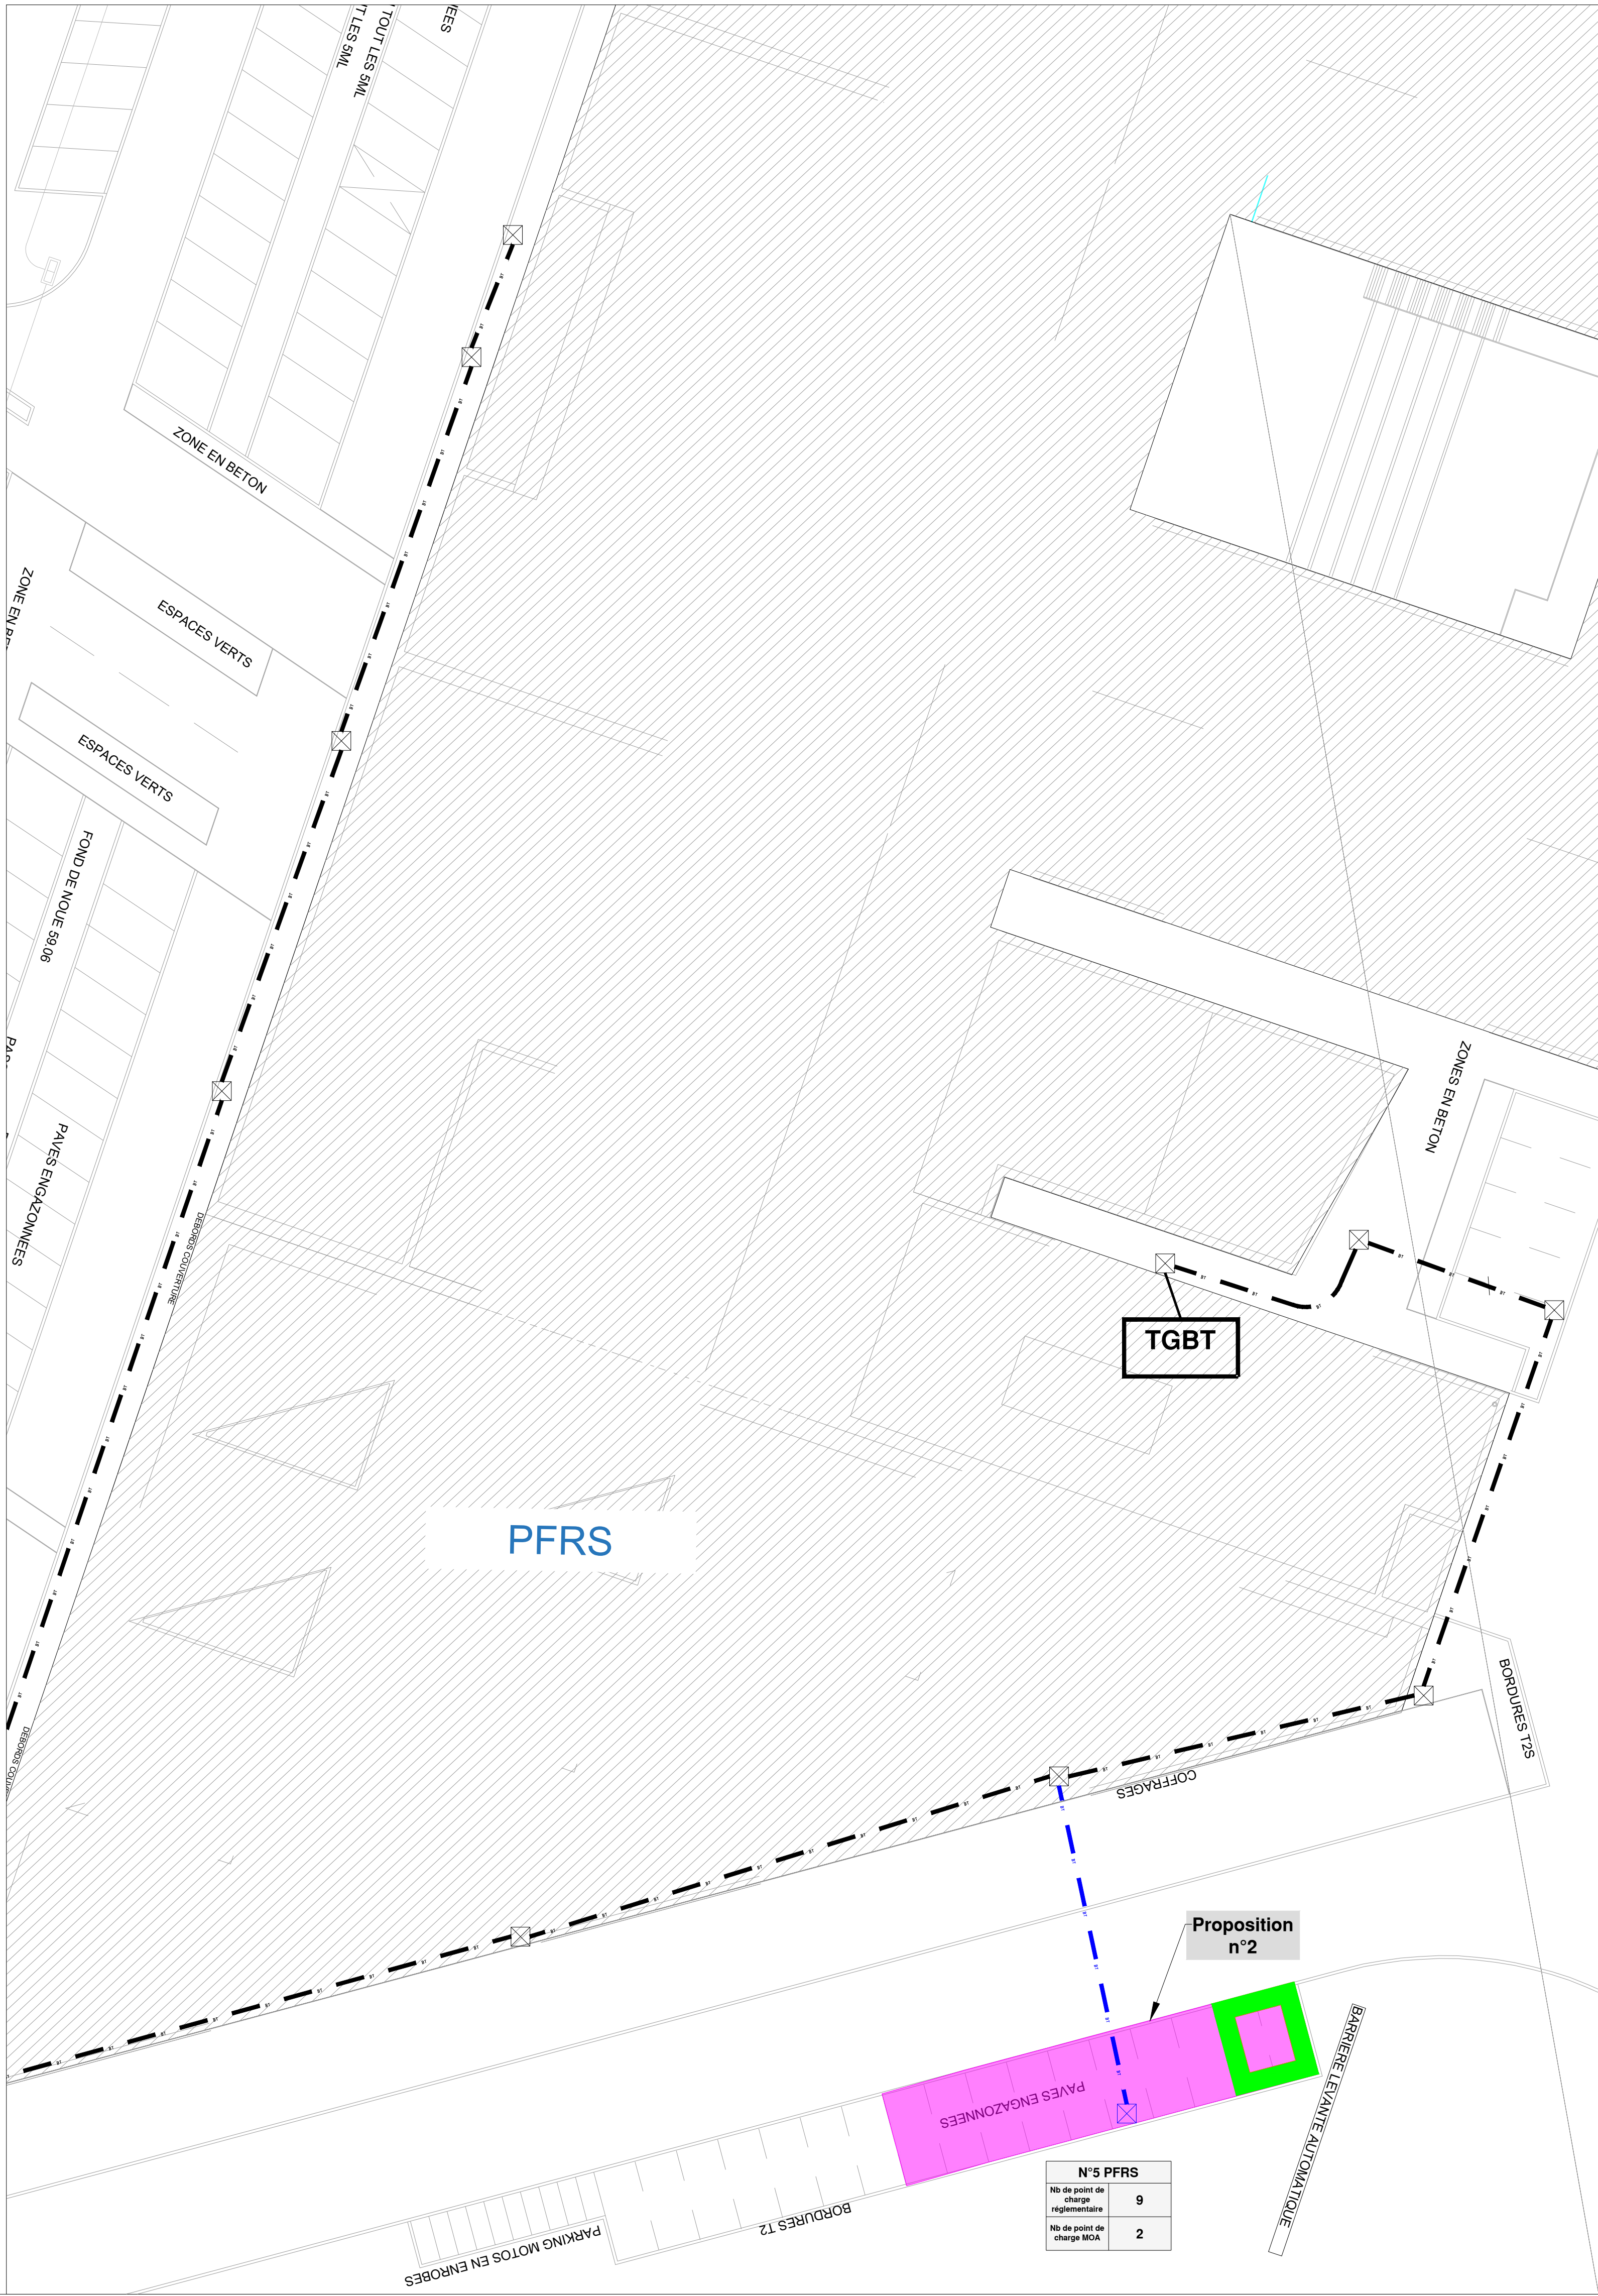 EES
TOUT LES 5ML
T LES 5ML
ZONE EN BETON
ESPACES VERTS
ZONE EN BE
ESPACES VERTS
FOND DE NOUE 59.06
PAVES ENGAZONNEES
DEBORDS COUVERTURE
ZONES EN BETON
TGBT
PFRS
DEBORDS COUV
BORDURES T2S
COFFRAGES
Proposition
n°2
PAVES ENGAZONNEES
BARRIERE LEVANTE AUTOMATIQUE
N°5 PFRS
Nb de point de
charge
réglementaire
9
Nb de point de
charge MOA
2
BORDURES T2
PARKING MOTOS EN ENROBES